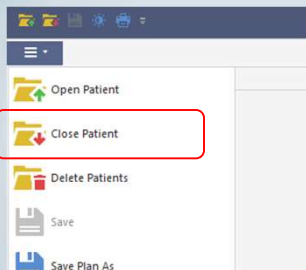 Open Patient
Close Patient
Delete Patients
Save
Save Plan As